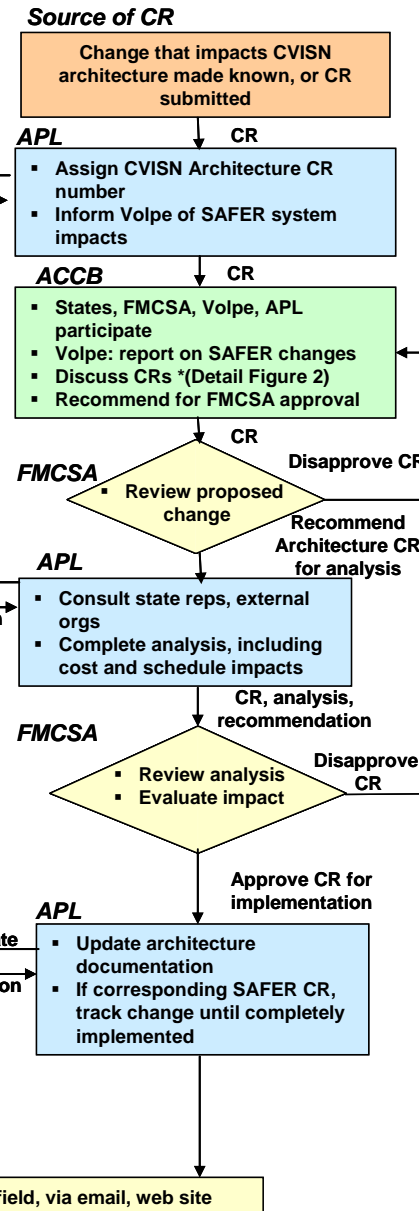 Source of CR
Change that impacts CVISN
architecture made known, or CR
submitted
CR
APL
▪ Assign CVISN Architecture CR
number
▪ Inform Volpe of SAFER system
impacts
CR
ACCB
▪ States, FMCSA, Volpe, APL
participate
▪ Volpe: report on SAFER changes
▪ Discuss CRs *(Detail Figure 2)
▪ Recommend for FMCSA approval
CR
FMCSA
Disapprove CR
▪ Review proposed
change
Recommend
Architecture CR
for analysis
APL
▪ Consult state reps, external
orgs
▪ Complete analysis, including
cost and schedule impacts
CR, analysis,
recommendation
FMCSA
Disapprove
CR
▪ Review analysis
▪ Evaluate impact
Approve CR for
implementation
APL
▪ Update architecture
documentation
▪ If corresponding SAFER CR,
track change until completely
implemented
field, via email, web site